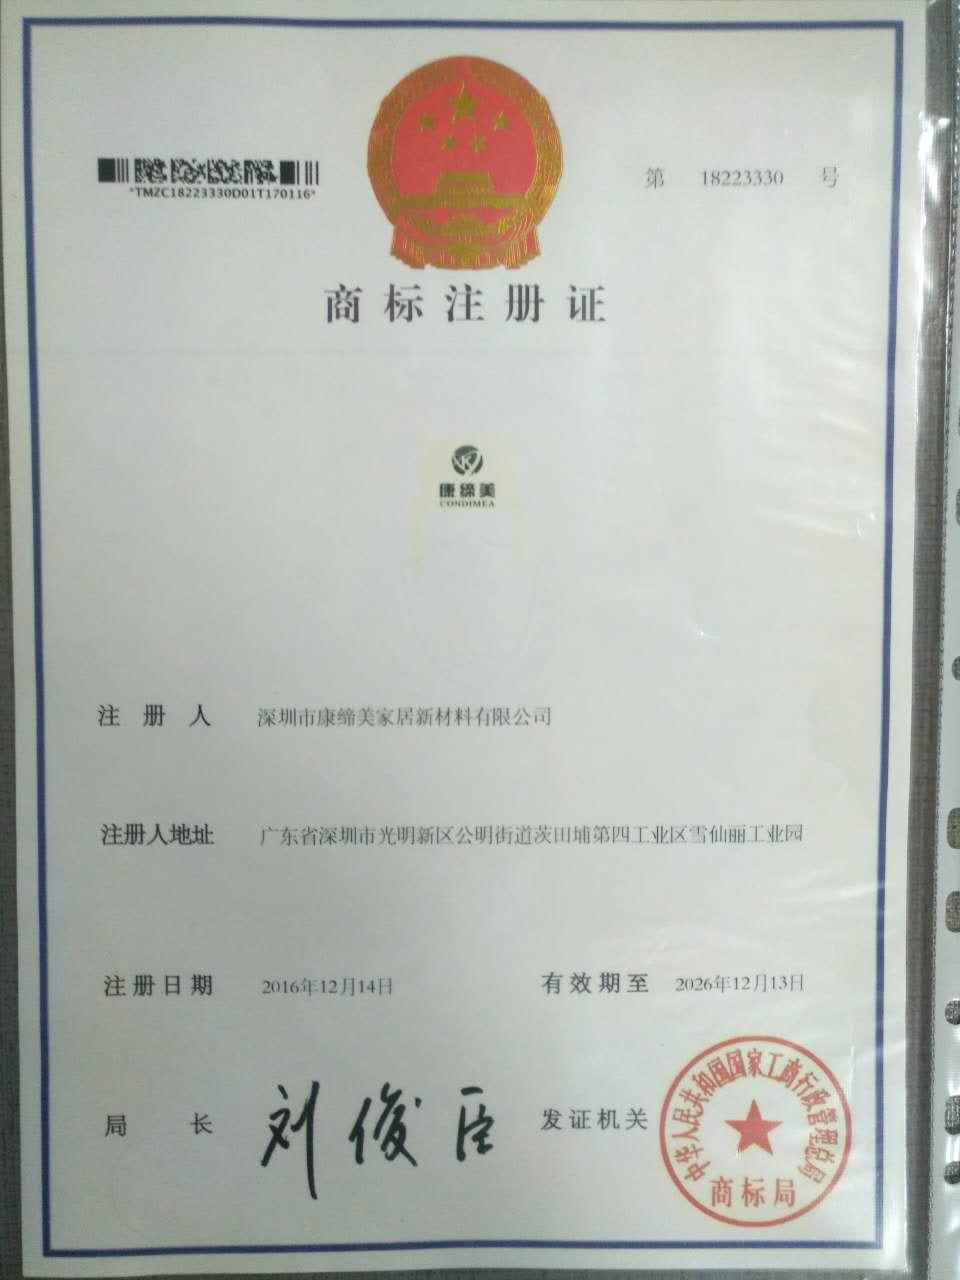 *TMZC18223330D01T170116*
第 18223330 号
商标注册证
K
康缔美
CONDIMEA
注册人 深圳市康缔美家居新材料有限公司
注册人地址 广东省深圳市光明新区公明街道茨田埔第四工业区雪仙丽工业园
注册日期 2016年12月14日 有效期至 2026年12月13日
局长 刘俊臣 发证机关
中华人民共和国国家工商行政管理总局
商标局